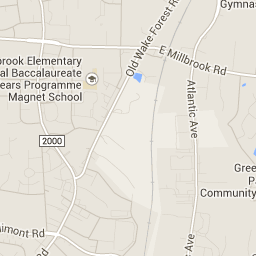 Gymnas
Old Wake Forest R
E Millbrook Rd
brook Elementary
al Baccalaureate
ears Programme
Magnet School
Atlantic Ave
2000
Gree
P
Community
imont Rd
Rd
s Ave